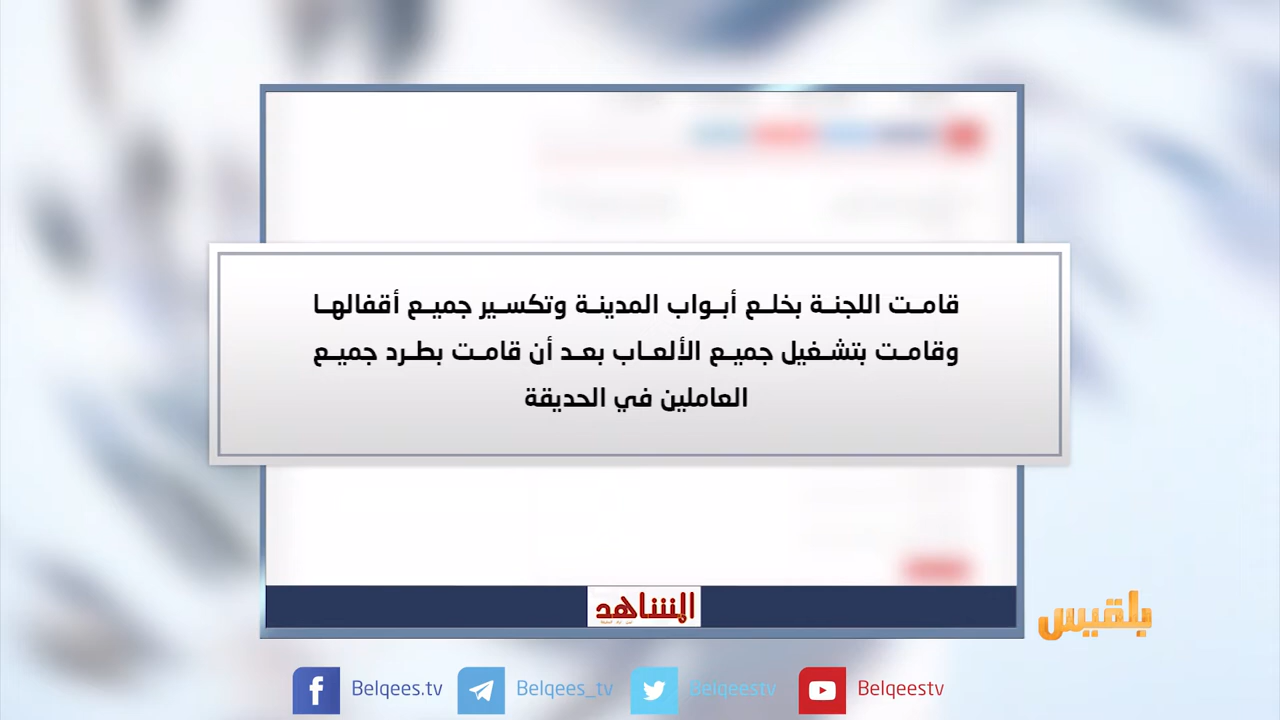 قامت اللجنة بخلع أبواب المدينة وتكسير جميع أقفالها
وقامت بتشغيل جميع الألعاب بعد أن قامت بطرد جميع
العاملين في الحديقة
المشاهد
بلقيس
Belqees.tv
Belqees_tv
Belqeestv
Belqeestv